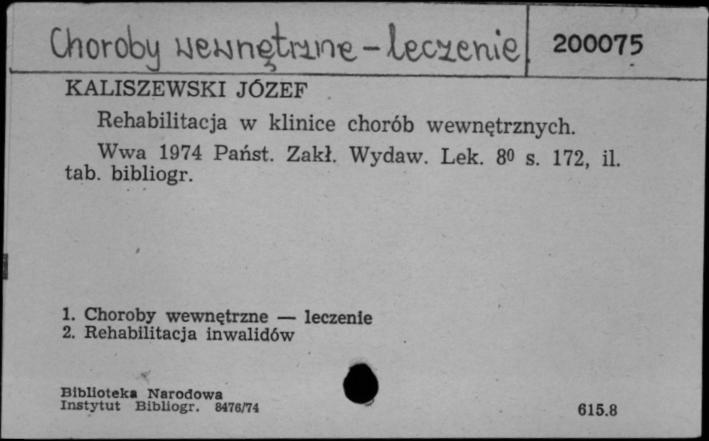 Choroby wewnętrzne – leczenie 200075
KALISZEWSKI JÓZEF
Rehabilitacja w klinice chorób wewnętrznych.
Wwa 1974 Państ. Zakł. Wydaw. Lek. 8º s. 172, il.
tab. bibliogr.
1. Choroby wewnętrzne — leczenie
2. Rehabilitacja inwalidów
Biblioteka Narodowa
Instytut Bibliogr. 8476/74 615.8